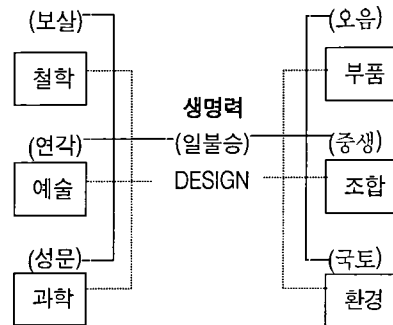 (보살)
철학
(연각)
예술
(성문)
과학
생명력
(일불승)
DESIGN
(오음)
부품
(중생)
조합
(국토)
환경